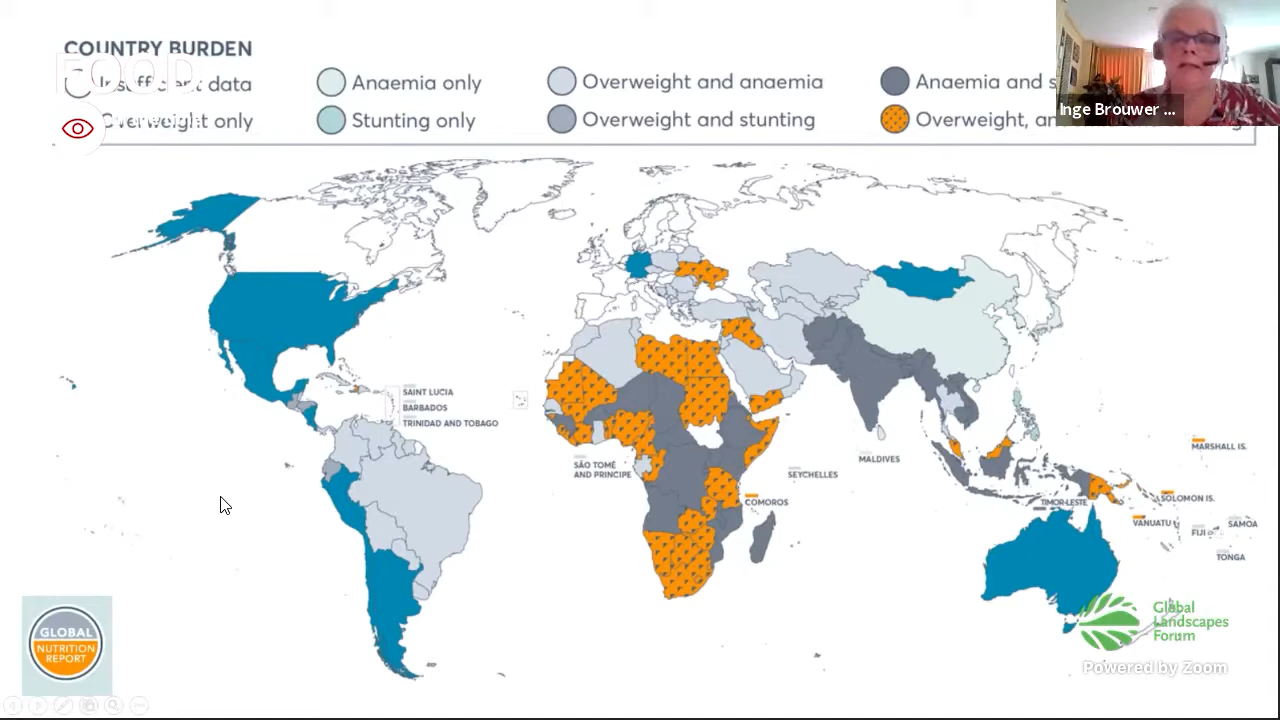 COUNTRY BURDEN
FOOD
Insufficient data
Anaemia only
Overweight and anaemia
Anaemia and
Overweight only
Stunting only
Overweight and stunting
Overweight,
Inge Brouwer ...
SAINT LUCIA
BARBADOS
TRINIDAD AND TOBAGO
SÃO TOMÉ
AND PRINCIPE
SEYCHELLES
MALDIVES
COMOROS
MARSHALL IS.
TIMOR-LESTE
SOLOMON IS.
VANUATU
SAMOA
FIJI
TONGA
GLOBAL
NUTRITION
REPORT
Global
Landscapes
Forum
Powered by Zoom